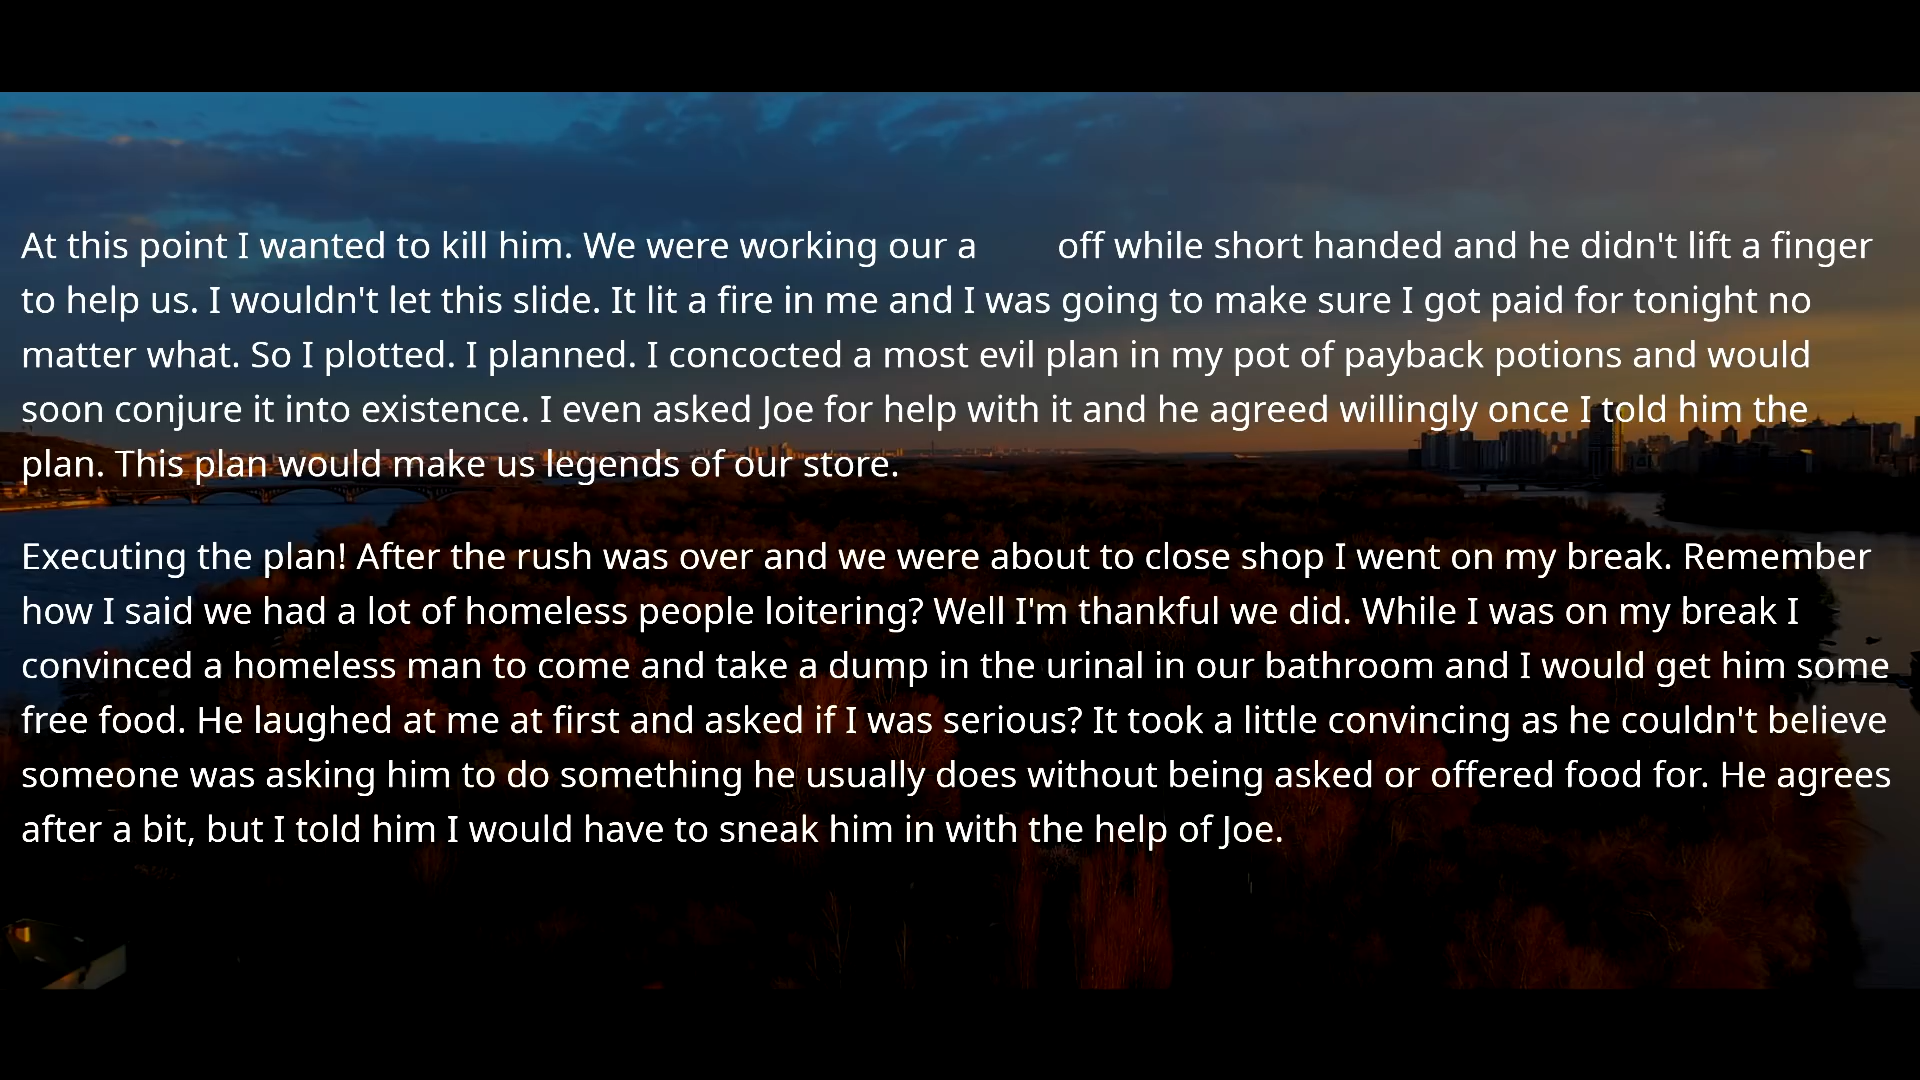 At this point I wanted to kill him. We were working our a off while short handed and he didn't lift a finger
to help us. I wouldn't let this slide. It lit a fire in me and I was going to make sure I got paid for tonight no
matter what. So I plotted. I planned. I concocted a most evil plan in my pot of payback potions and would
soon conjure it into existence. I even asked Joe for help with it and he agreed willingly once I told him the
plan. This plan would make us legends of our store.
Executing the plan! After the rush was over and we were about to close shop I went on my break. Remember
how I said we had a lot of homeless people loitering? Well I'm thankful we did. While I was on my break I
convinced a homeless man to come and take a dump in the urinal in our bathroom and I would get him some
free food. He laughed at me at first and asked if I was serious? It took a little convincing as he couldn't believe
someone was asking him to do something he usually does without being asked or offered food for. He agrees
after a bit, but I told him I would have to sneak him in with the help of Joe.